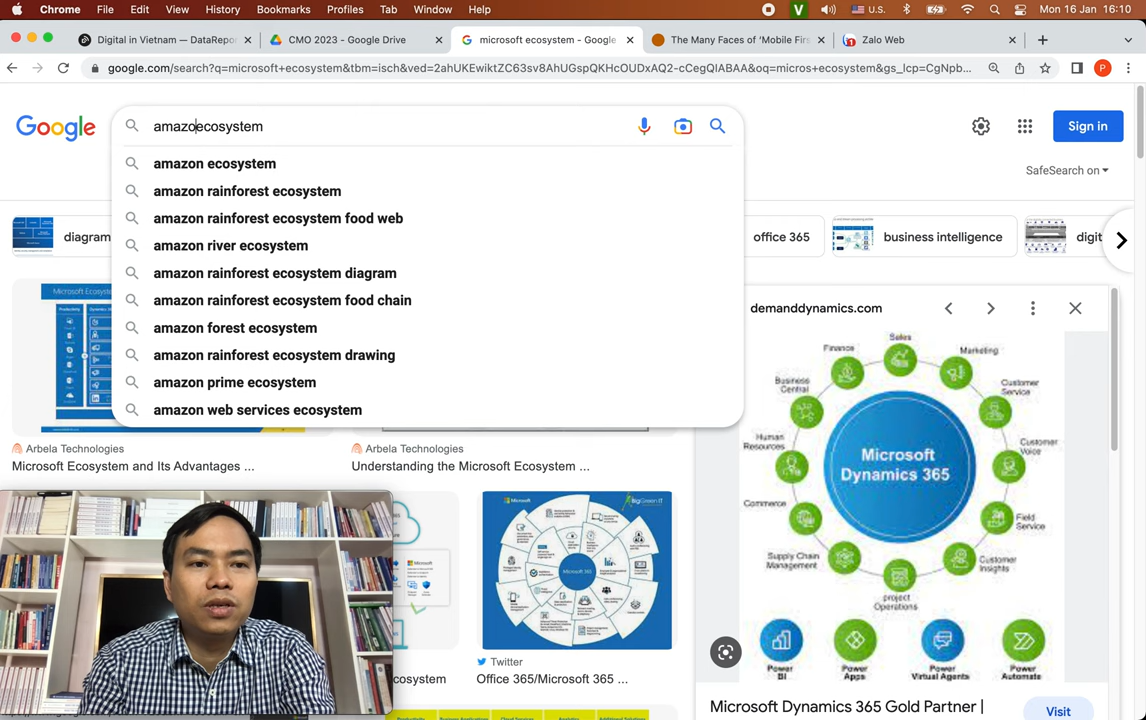 Chrome File Edit View History Bookmarks Profiles Tab Window Help V U.S. Mon 16 Jan 16:10
Digital in Vietnam — DataRepor
CMO 2023 - Google Drive
microsoft ecosystem - Google
The Many Faces of ‘Mobile Firs
Zalo Web
google.com/search?q=microsoft+ecosystem&tbm=isch&ved=2ahUKEwiktZC63sv8AhUGspQKHcOUDxAQ2-cCegQIABAA&oq=micros+ecosystem&gs_lcp=CgNpb...
P
Google
amazoecosystem
Sign in
SafeSearch on
amazon ecosystem
amazon rainforest ecosystem
amazon rainforest ecosystem food web
amazon river ecosystem
amazon rainforest ecosystem diagram
amazon rainforest ecosystem food chain
amazon forest ecosystem
amazon rainforest ecosystem drawing
amazon prime ecosystem
amazon web services ecosystem
diagram
office 365
business intelligence
digit
Microsoft Ecosystem
Arbela Technologies
Microsoft Ecosystem and Its Advantages ...
Arbela Technologies
Understanding the Microsoft Ecosystem ...
cosystem
Microsoft
BigGreen IT
Microsoft 365
Twitter
Office 365/Microsoft 365 ...
demanddynamics.com
Sales
Finance
Marketing
Business Central
Customer Service
Human Resources
Customer Voice
Microsoft
Dynamics 365
Commerce
Field Service
Supply Chain Management
Customer Insights
project Operations
Power BI
Power Apps
Power Virtual Agents
Power Automate
Microsoft Dynamics 365 Gold Partner |
Visit